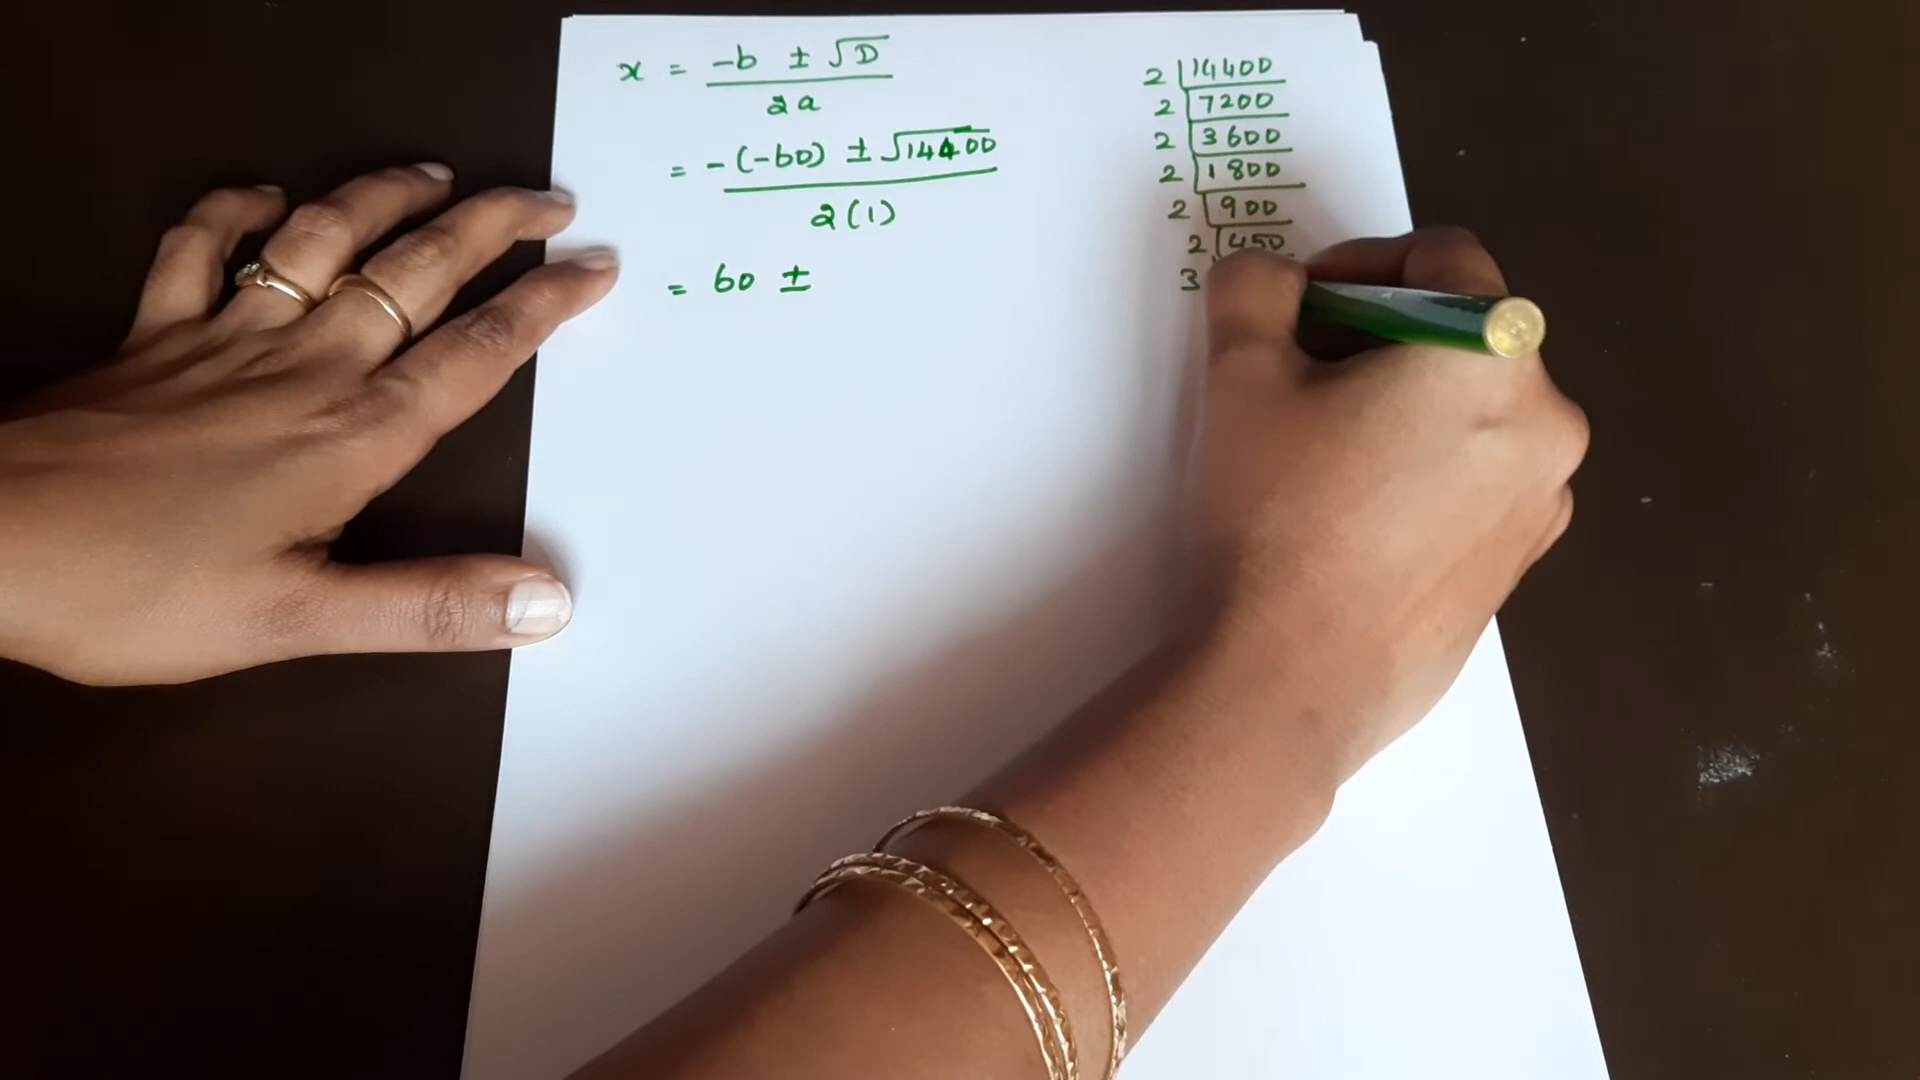 x = -b ± √D
2a
= -(-60) ± √14400
2(1)
= 60 ±
2 | 14400
2 | 7200
2 | 3600
2 | 1800
2 | 900
2 | 450
3